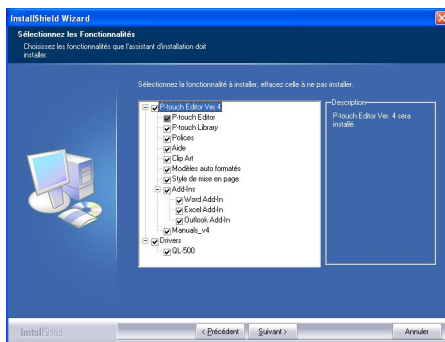 InstallShield Wizard
Sélectionnez les Fonctionnalités
Choisissez les fonctionnalités que l'assistant d'installation doit
installer.
Sélectionnez la fonctionnalité à installer, effacez celle à ne pas installer.
P-touch Editor Ver.4
P-touch Editor
P-touch Library
Polices
Aide
Clip Art
Modèles auto formatés
Style de mise en page
Add-Ins
Word Add-In
Excel Add-In
Outlook Add-In
Manuals_v4
Drivers
QL-500
Description
P-touch Editor Ver. 4 sera
installé.
InstallShield
< Précédent
Suivant >
Annuler